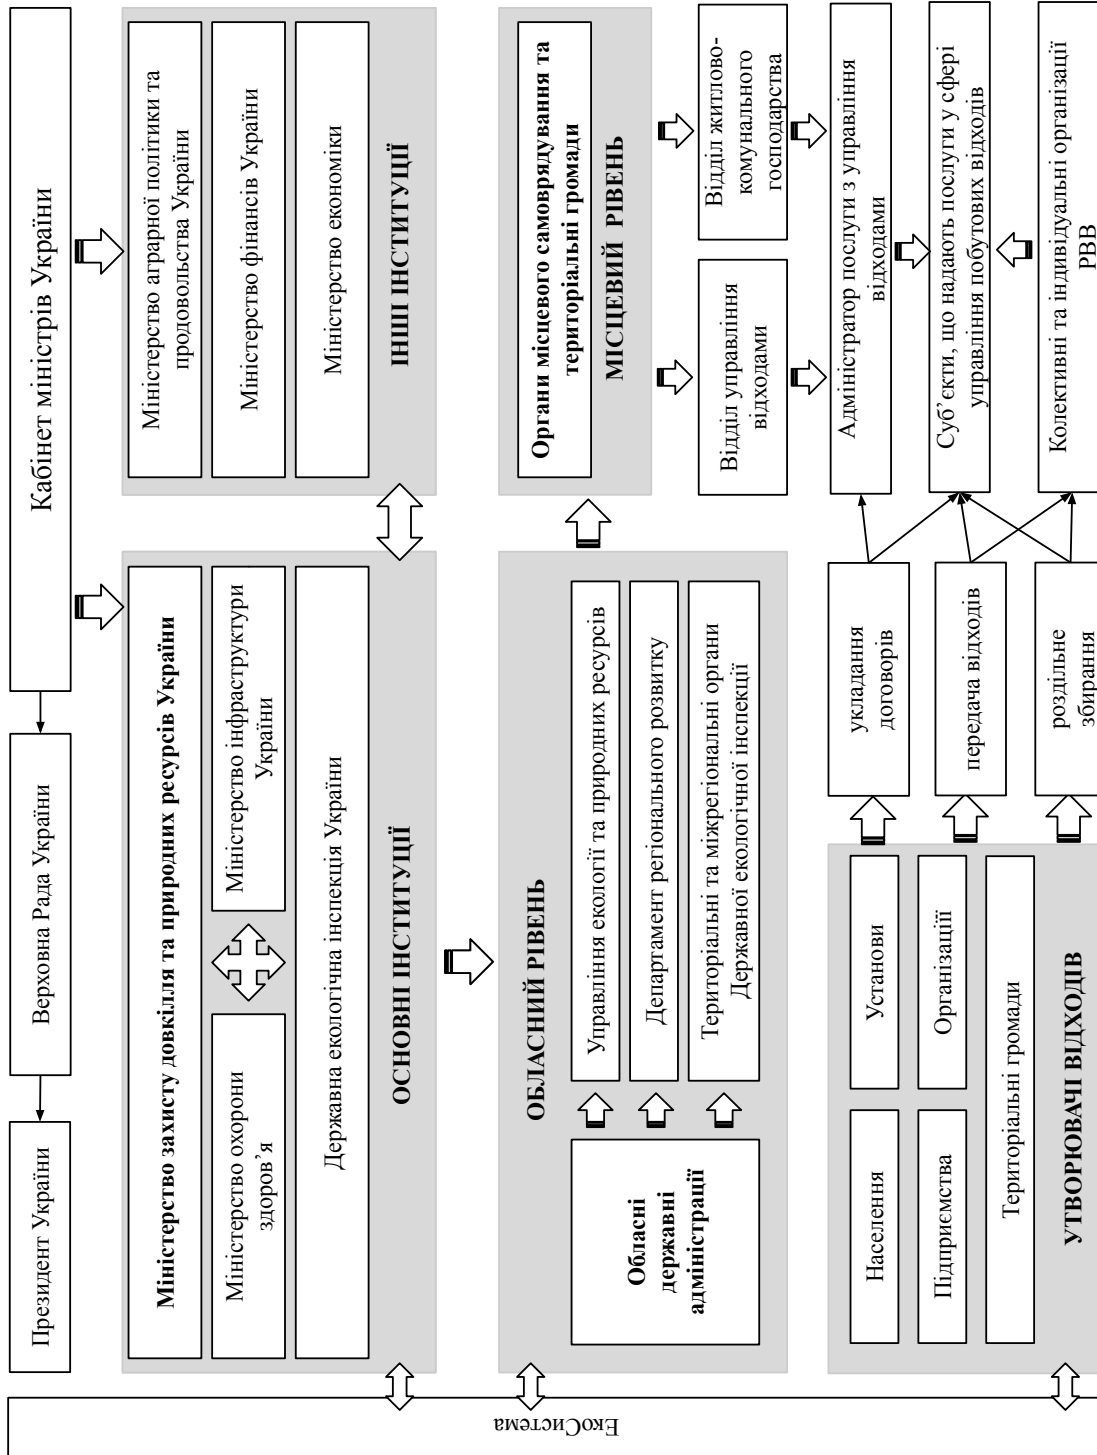 Президент України
Верховна Рада України
Кабінет міністрів України
Міністерство захисту довкілля та природних ресурсів України
Міністерство охорони
здоров’я
Міністерство інфраструктури
України
Державна екологічна інспекція України
ОСНОВНІ ІНСТИТУЦІЇ
Міністерство аграрної політики та
продовольства України
Міністерство фінансів України
Міністерство економіки
ІНШІ ІНСТИТУЦІЇ
ОБЛАСНИЙ РІВЕНЬ
Обласні
державні
адміністрації
Управління екології та природних ресурсів
Департамент регіонального розвитку
Територіальні та міжрегіональні органи
Державної екологічної інспекції
Органи місцевого самоврядування та
територіальні громади
МІСЦЕВИЙ РІВЕНЬ
Відділ управління
відходами
Відділ житлово-
комунального
господарства
Населення
Установи
Підприємства
Організації
Територіальні громади
УТВОРЮВАЧІ ВІДХОДІВ
укладання
договорів
передача відходів
роздільне
збирання
Адміністратор послуги з управління
відходами
Суб’єкти, що надають послуги у сфері
управління побутових відходів
Колективні та індивідуальні організації
РВВ
ЕкоСистема